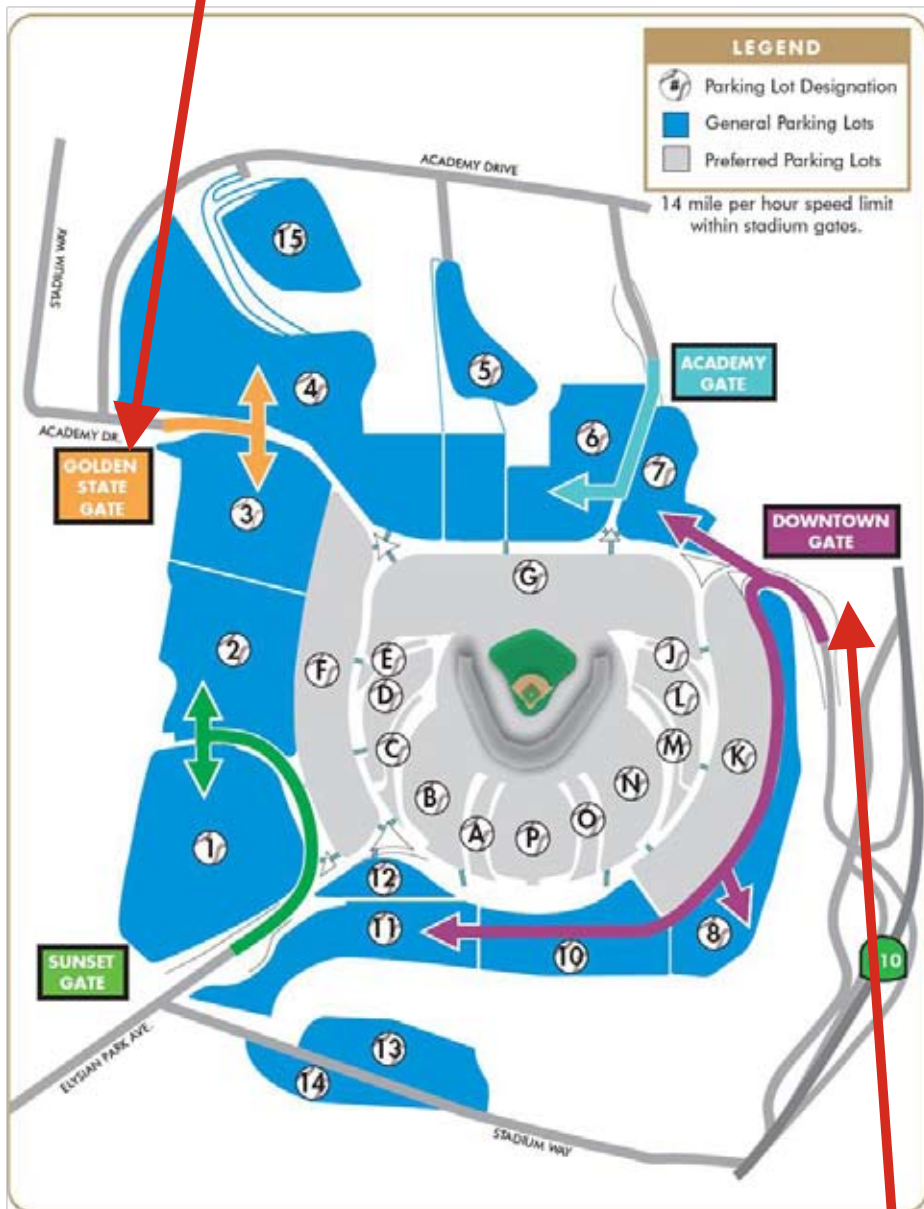 LEGEND
#
Parking Lot Designation
General Parking Lots
Preferred Parking Lots
14 mile per hour speed limit
within stadium gates.
ACADEMY DRIVE
STADIUM WAY
15
5
4
ACADEMY
GATE
6
ACADEMY DR.
7
GOLDEN
STATE
GATE
3
DOWNTOWN
GATE
G
2
F
E
J
D
L
C
M
K
B
N
1
A
P
O
12
11
8
10
SUNSET
GATE
10
13
ELYSIAN PARK AVE.
14
STADIUM WAY